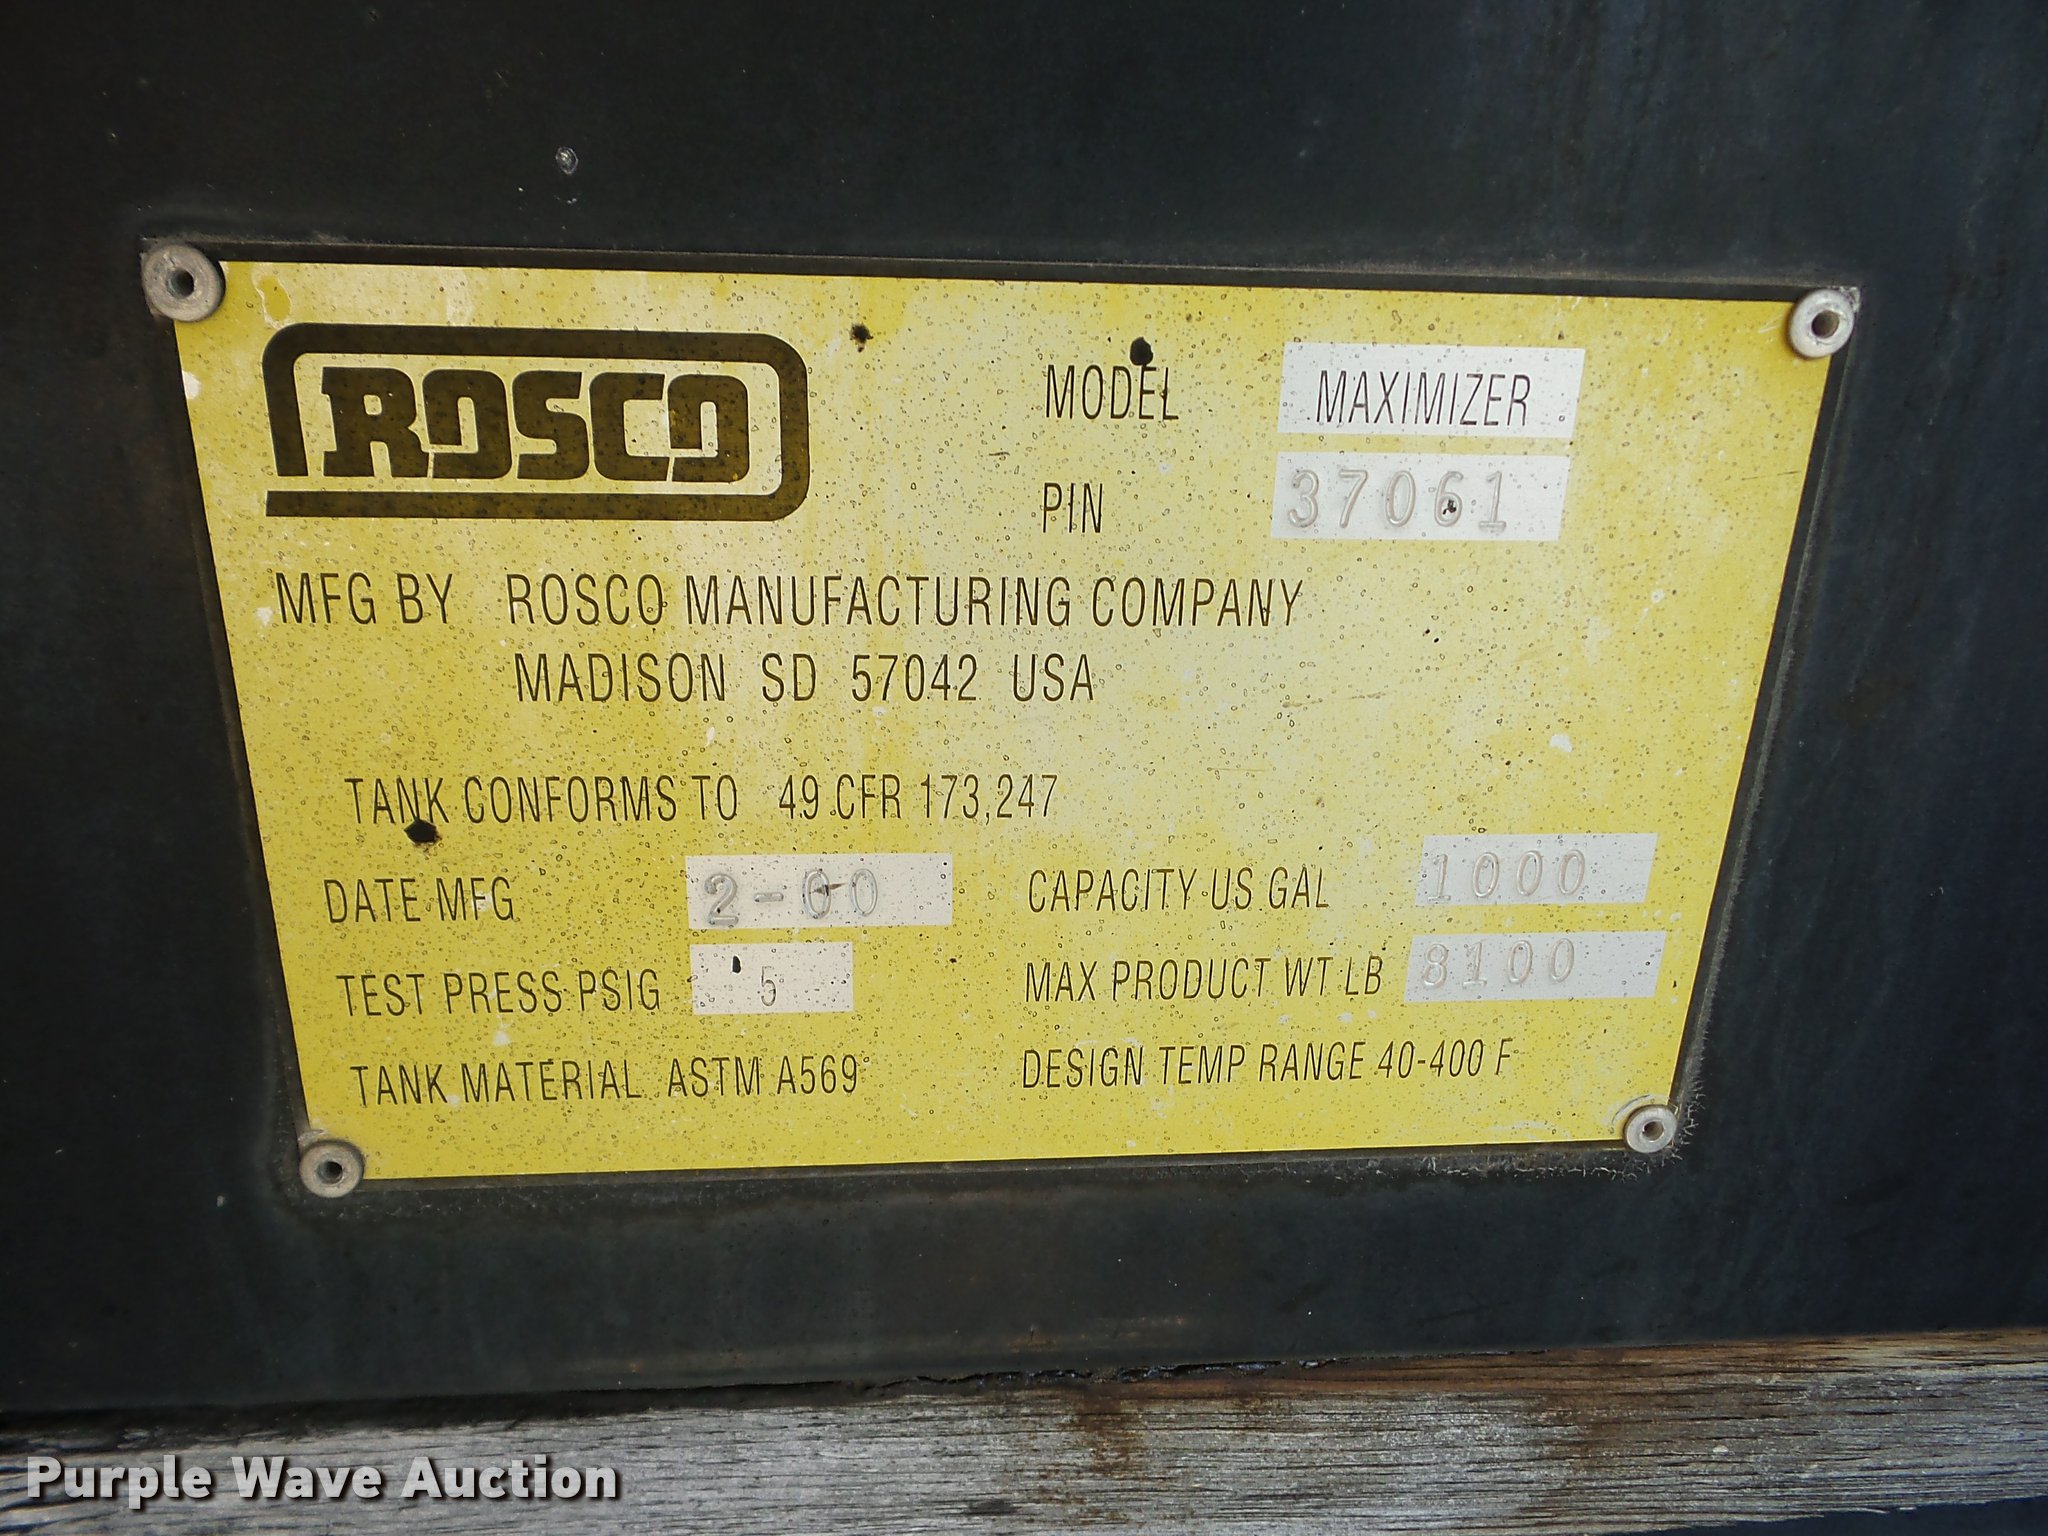 ROSCO
MODEL MAXIMIZER
PIN 37061
MFG BY ROSCO MANUFACTURING COMPANY
MADISON SD 57042 USA
TANK CONFORMS TO 49 CFR 173,247
DATE MFG 2-00
CAPACITY US GAL 1000
TEST PRESS PSIG 5
MAX PRODUCT WT LB 8100
TANK MATERIAL ASTM A569
DESIGN TEMP RANGE 40-400 F
Purple Wave Auction